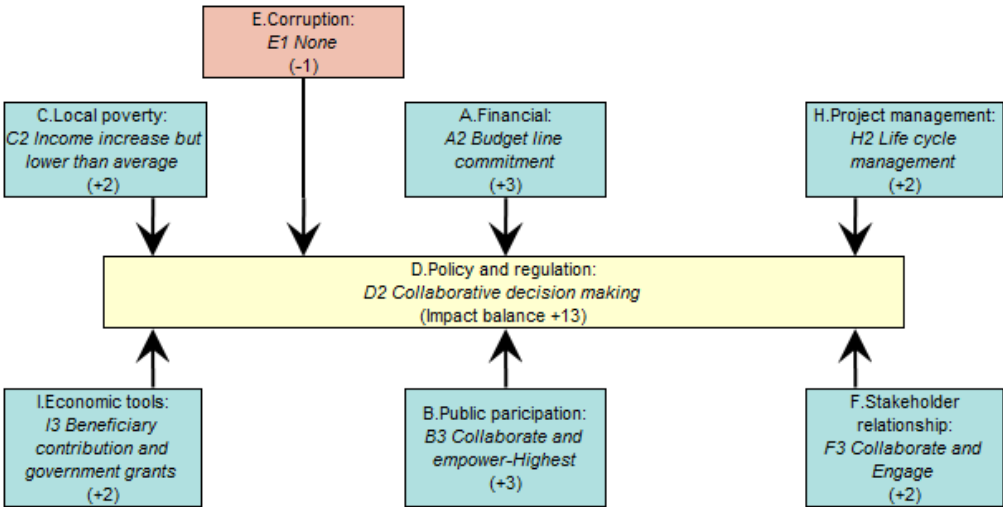 E.Corruption:
E1 None
(-1)
C.Local poverty:
C2 Income increase but
lower than average
(+2)
A.Financial:
A2 Budget line
commitment
(+3)
H.Project management:
H2 Life cycle
management
(+2)
D.Policy and regulation:
D2 Collaborative decision making
(Impact balance +13)
I.Economic tools:
I3 Beneficiary
contribution and
government grants
(+2)
B.Public paricipation:
B3 Collaborate and
empower-Highest
(+3)
F.Stakeholder
relationship:
F3 Collaborate and
Engage
(+2)